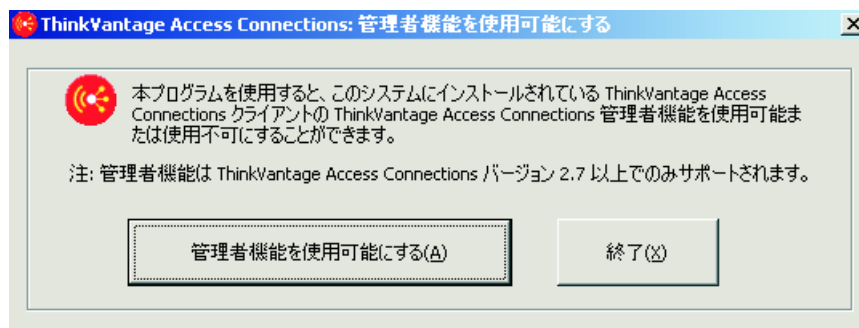 ThinkVantage Access Connections: 管理者機能を使用可能にする
本プログラムを使用すると、このシステムにインストールされている ThinkVantage Access
Connections クライアントの ThinkVantage Access Connections 管理者機能を使用可能ま
たは使用不可にすることができます。
注: 管理者機能は ThinkVantage Access Connections バージョン 2.7 以上でのみサポートされます。
管理者機能を使用可能にする(A)
終了(X)